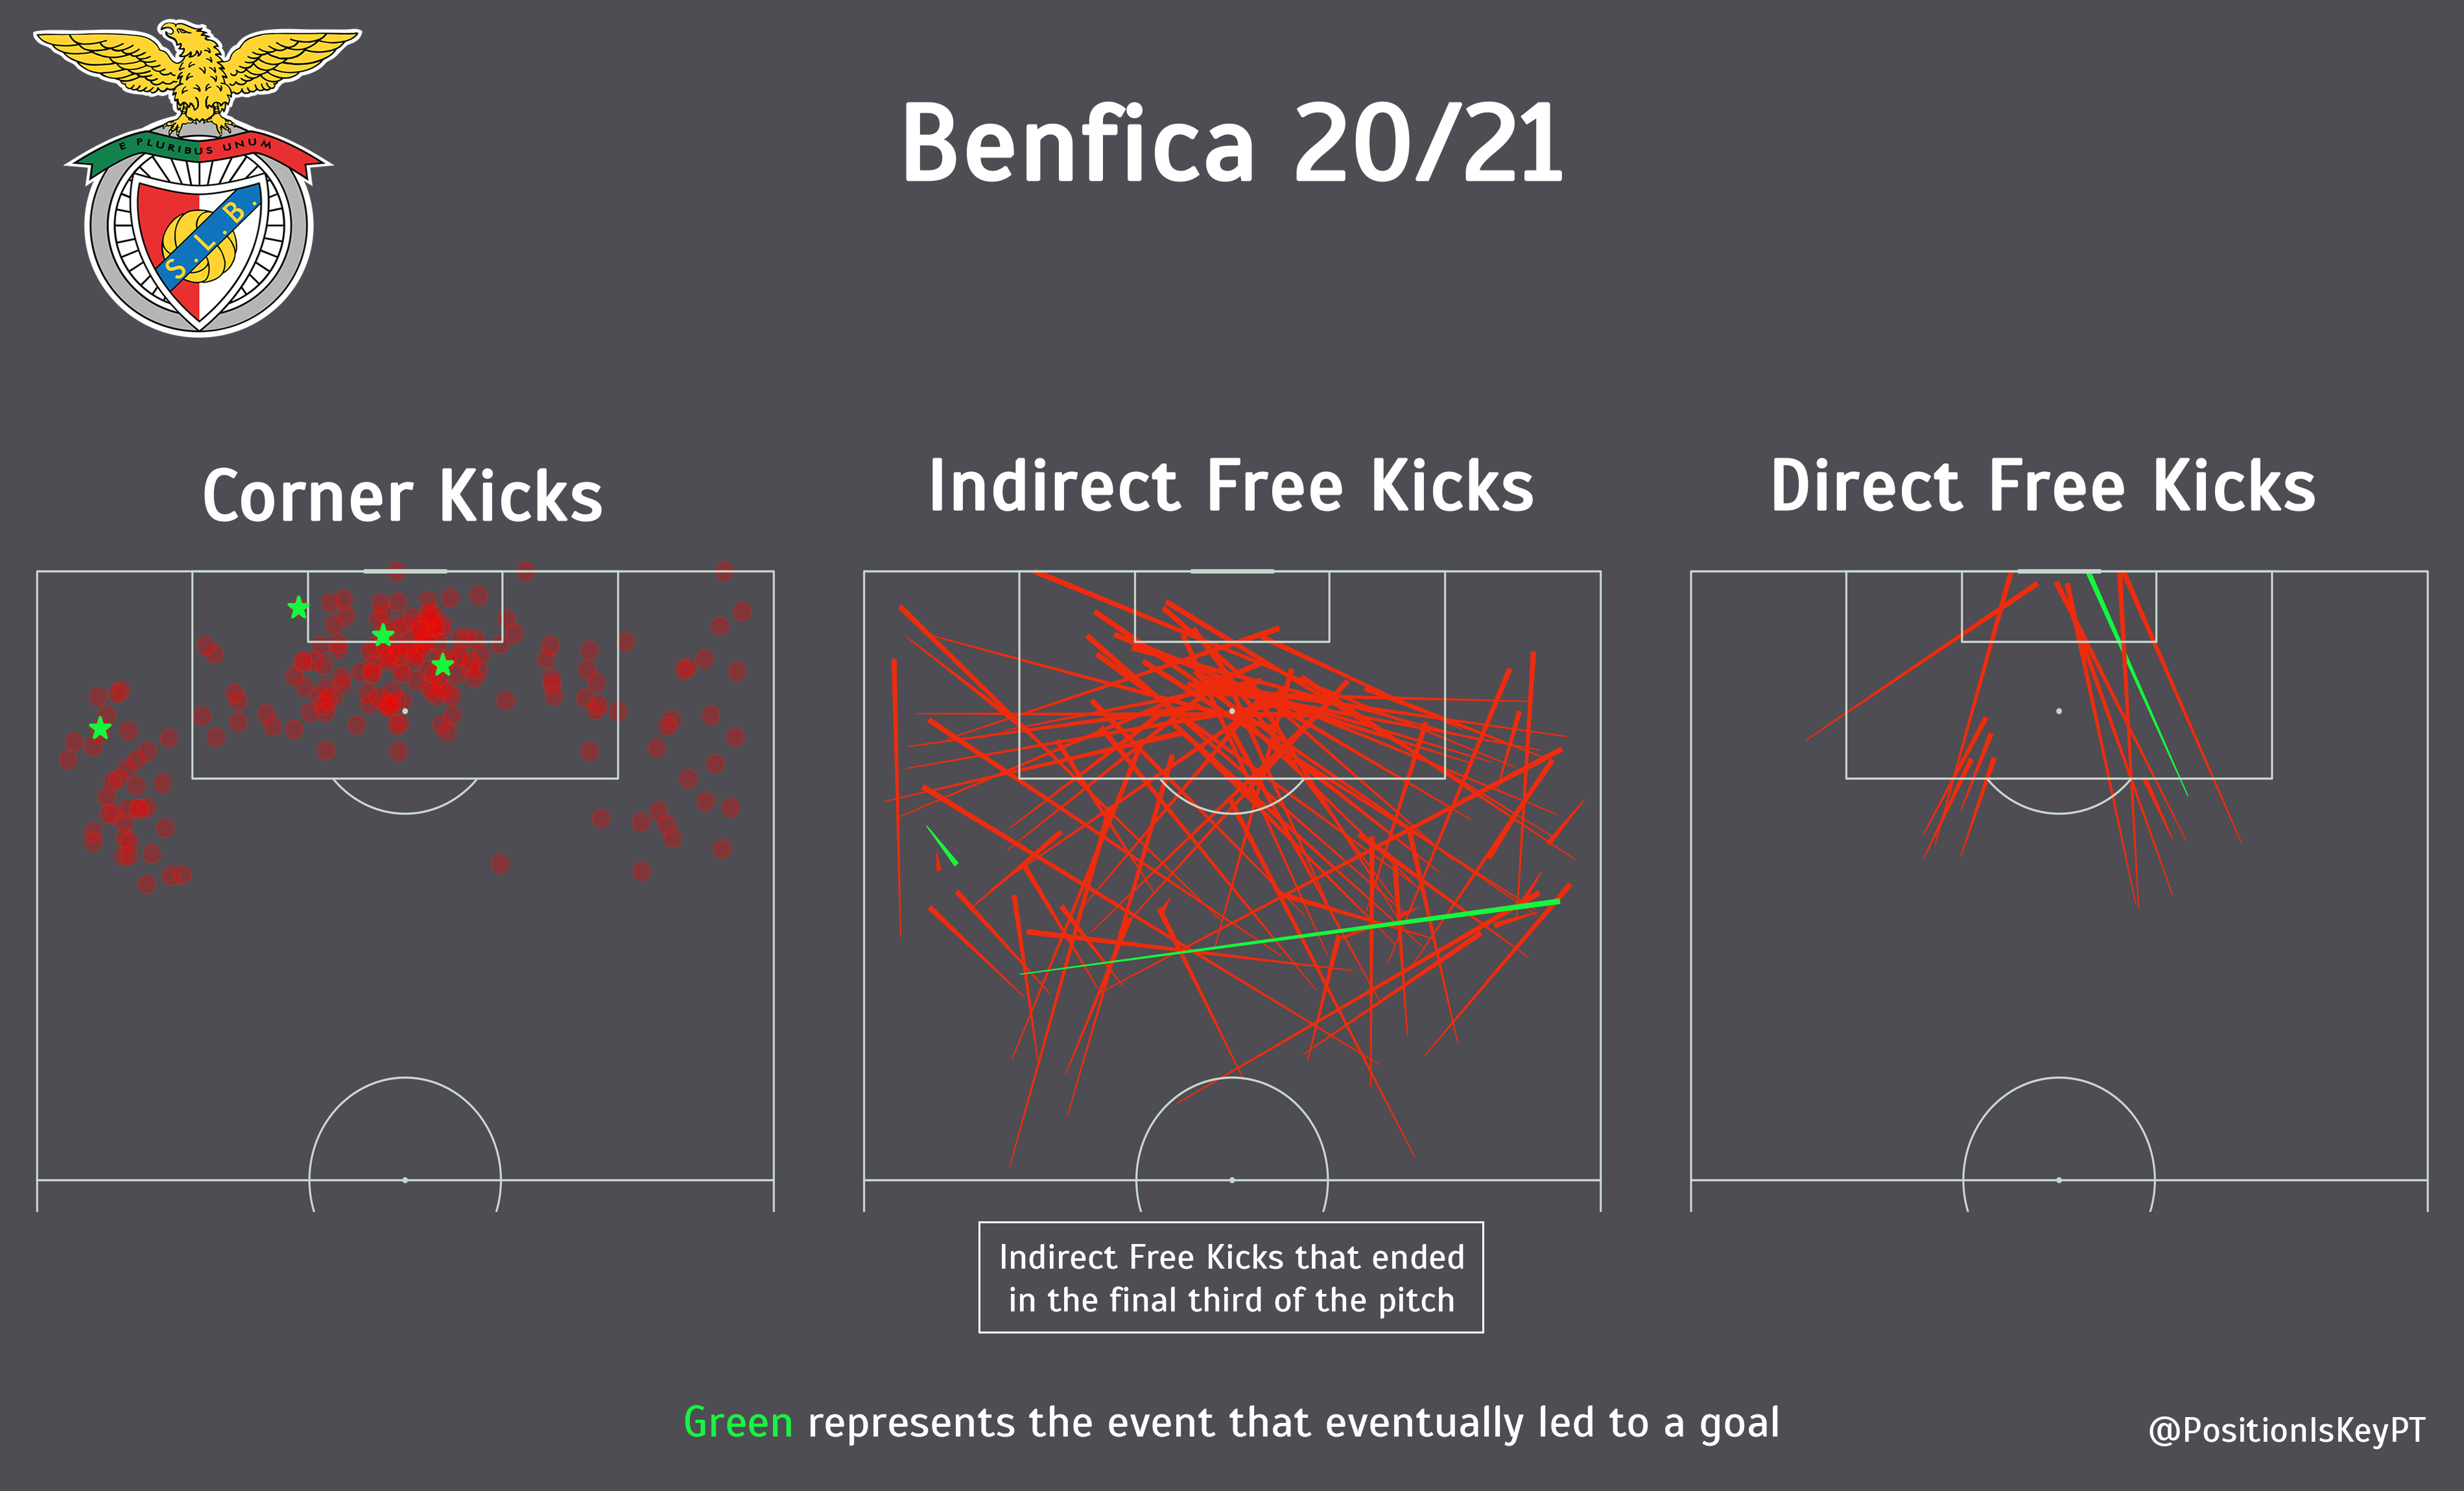 E PLURIBUS UNUM
S.L.B.
Benfica 20/21
Corner Kicks
Indirect Free Kicks
Direct Free Kicks
Indirect Free Kicks that ended
in the final third of the pitch
Green represents the event that eventually led to a goal
@PositionIsKeyPT